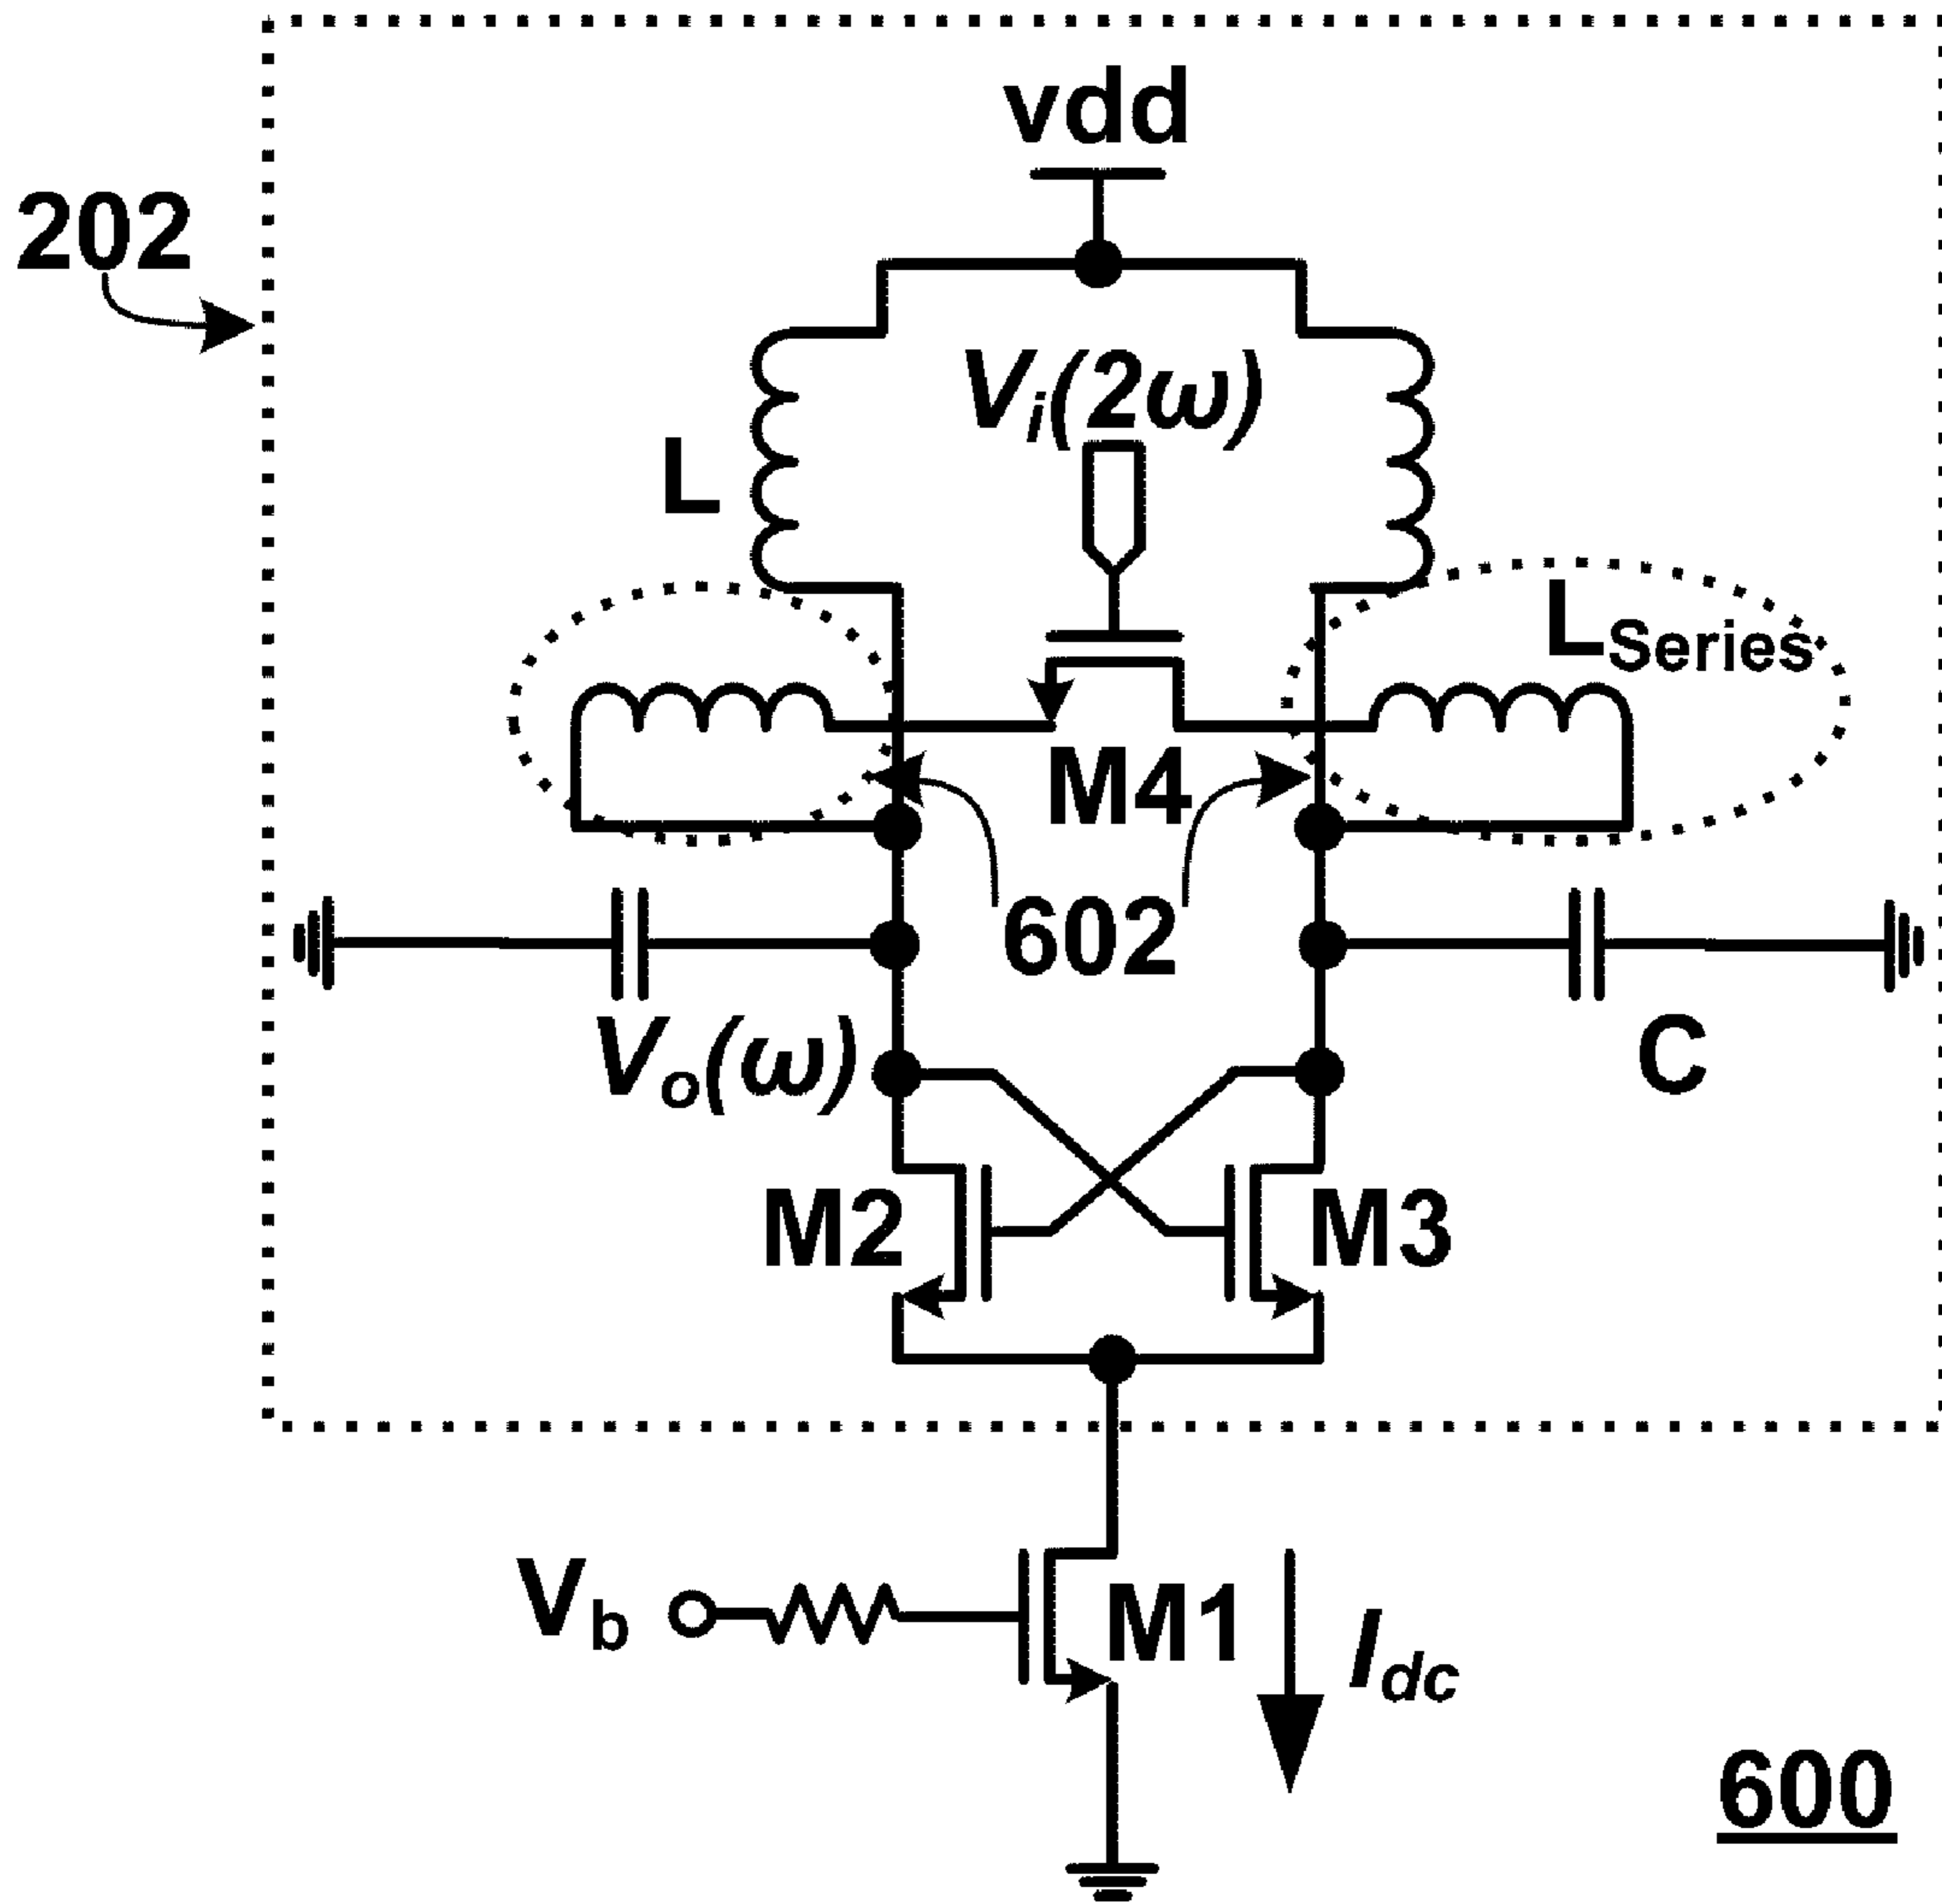 vdd
202
Vi(2ω)
L
LSeries
M4
602
Vo(ω)
C
M2
M3
Vb
M1
Idc
600